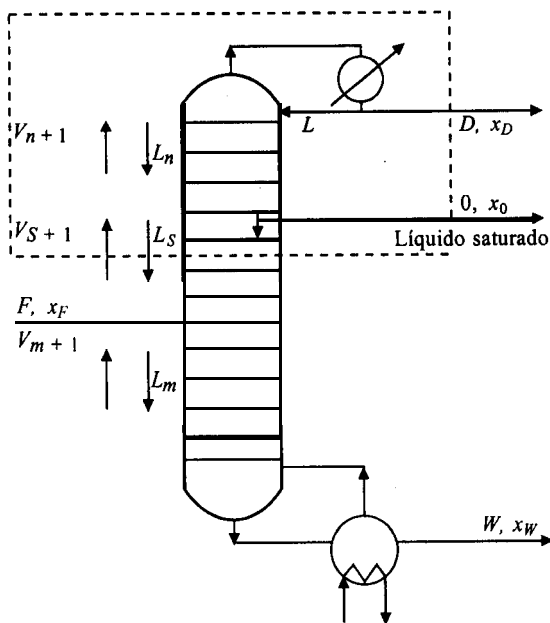 L
D, x_D
V_{n+1}
L_n
0, x_0
V_{S+1}
L_S
Líquido saturado
F, x_F
V_{m+1}
L_m
W, x_W